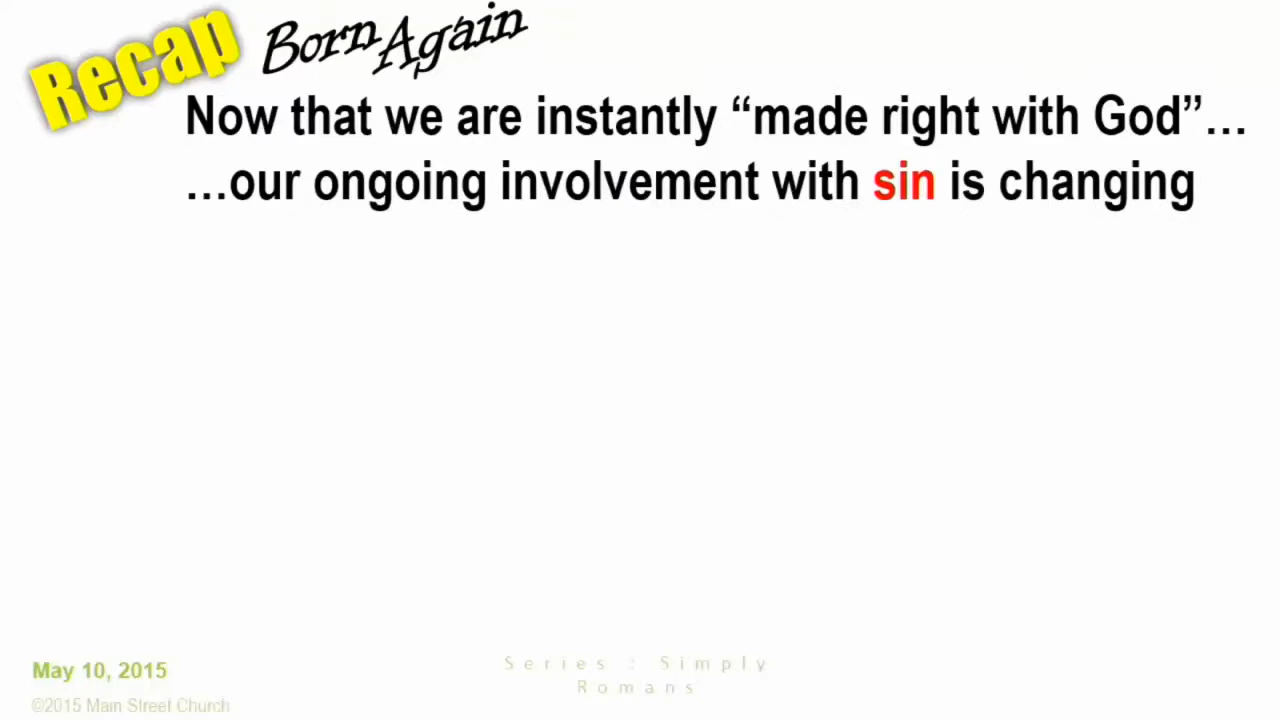 Recap Born Again
Now that we are instantly “made right with God”…
…our ongoing involvement with sin is changing
May 10, 2015
Series : Simply
Romans
©2015 Main Street Church